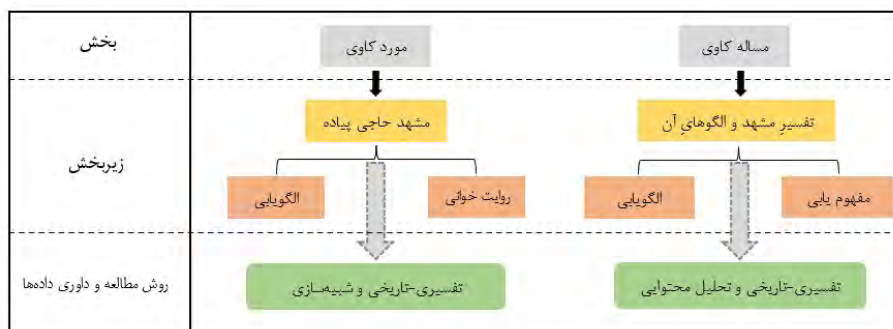 بخش
مساله کاوی
مورد کاوی
زیربخش
تفسیرِ مشهد و الگوهایِ آن
مشهد حاجی پیاده
مفهوم یابی
الگویابی
روایت خوانی
الگویابی
روش مطالعه و داوری داده‌ها
تفسیری-تاریخی و تحلیل محتوایی
تفسیری-تاریخی و شبیه‌سازی